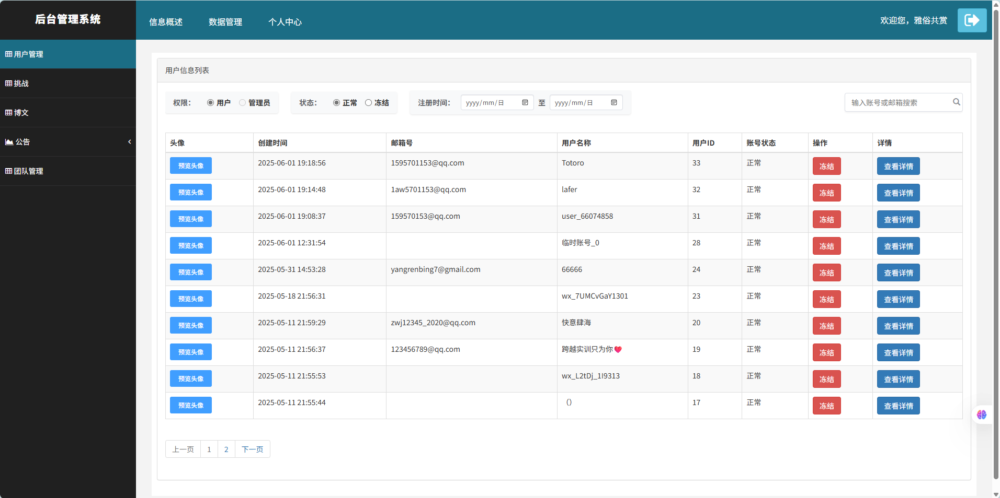 后台管理系统
信息概述 数据管理 个人中心
欢迎您，雅俗共赏
用户管理
挑战
博文
公告
团队管理
用户信息列表
权限： 用户 管理员 状态： 正常 冻结 注册时间： yyyy/mm/日 至 yyyy/mm/日 输入账号或邮箱搜索
头像 创建时间 邮箱号 用户名称 用户ID 账号状态 操作 详情
预览头像 2025-06-01 19:18:56 1595701153@qq.com Totoro 33 正常 冻结 查看详情
预览头像 2025-06-01 19:14:48 1aw5701153@qq.com lafer 32 正常 冻结 查看详情
预览头像 2025-06-01 19:08:37 159570153@qq.com user_66074858 31 正常 冻结 查看详情
预览头像 2025-06-01 12:31:54 临时账号_0 28 正常 冻结 查看详情
预览头像 2025-05-31 14:53:28 yangrenbing7@gmail.com 66666 24 正常 冻结 查看详情
预览头像 2025-05-18 21:56:31 wx_7UMCvGaY1301 23 正常 冻结 查看详情
预览头像 2025-05-11 21:59:29 zwj12345_2020@qq.com 快意肆海 20 正常 冻结 查看详情
预览头像 2025-05-11 21:56:37 123456789@qq.com 跨越实训只为你💗 19 正常 冻结 查看详情
预览头像 2025-05-11 21:55:53 wx_L2tDj_1I9313 18 正常 冻结 查看详情
预览头像 2025-05-11 21:55:44 （） 17 正常 冻结 查看详情
上一页 1 2 下一页